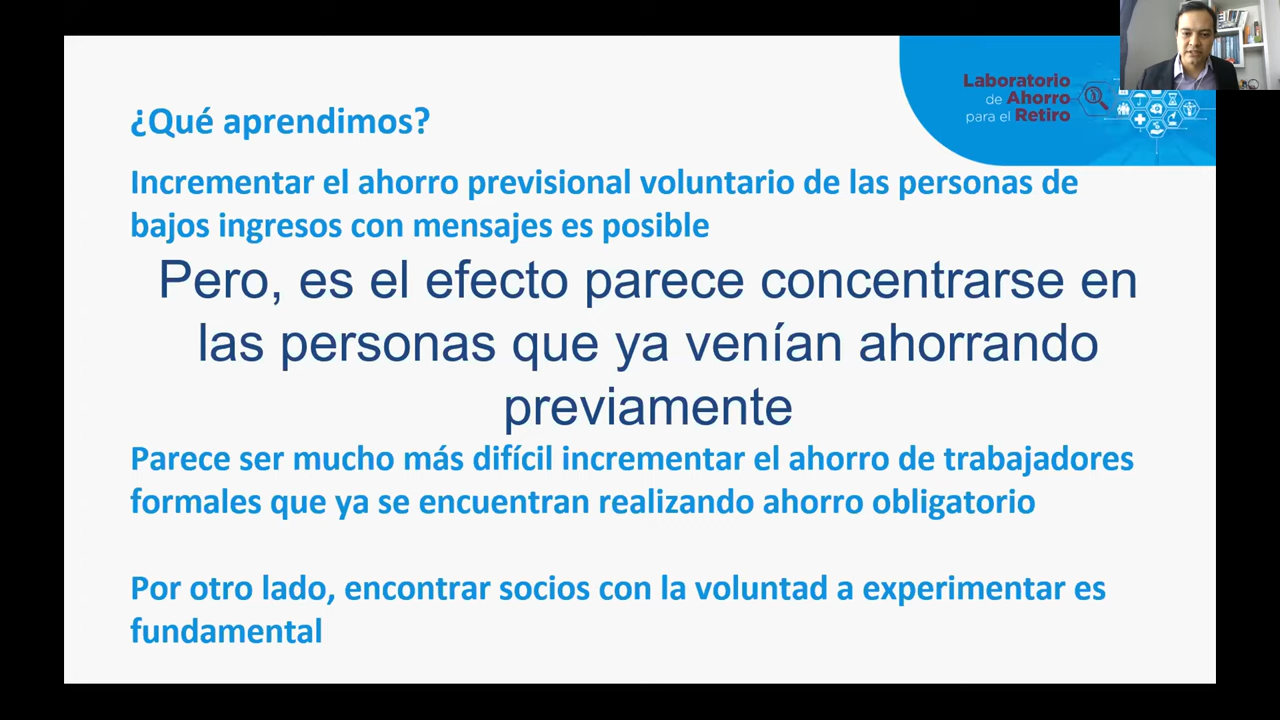 Laboratorio
de Ahorro
para el Retiro
¿Qué aprendimos?
Incrementar el ahorro previsional voluntario de las personas de
bajos ingresos con mensajes es posible
Pero, es el efecto parece concentrarse en
las personas que ya venían ahorrando
previamente
Parece ser mucho más difícil incrementar el ahorro de trabajadores
formales que ya se encuentran realizando ahorro obligatorio
Por otro lado, encontrar socios con la voluntad a experimentar es
fundamental